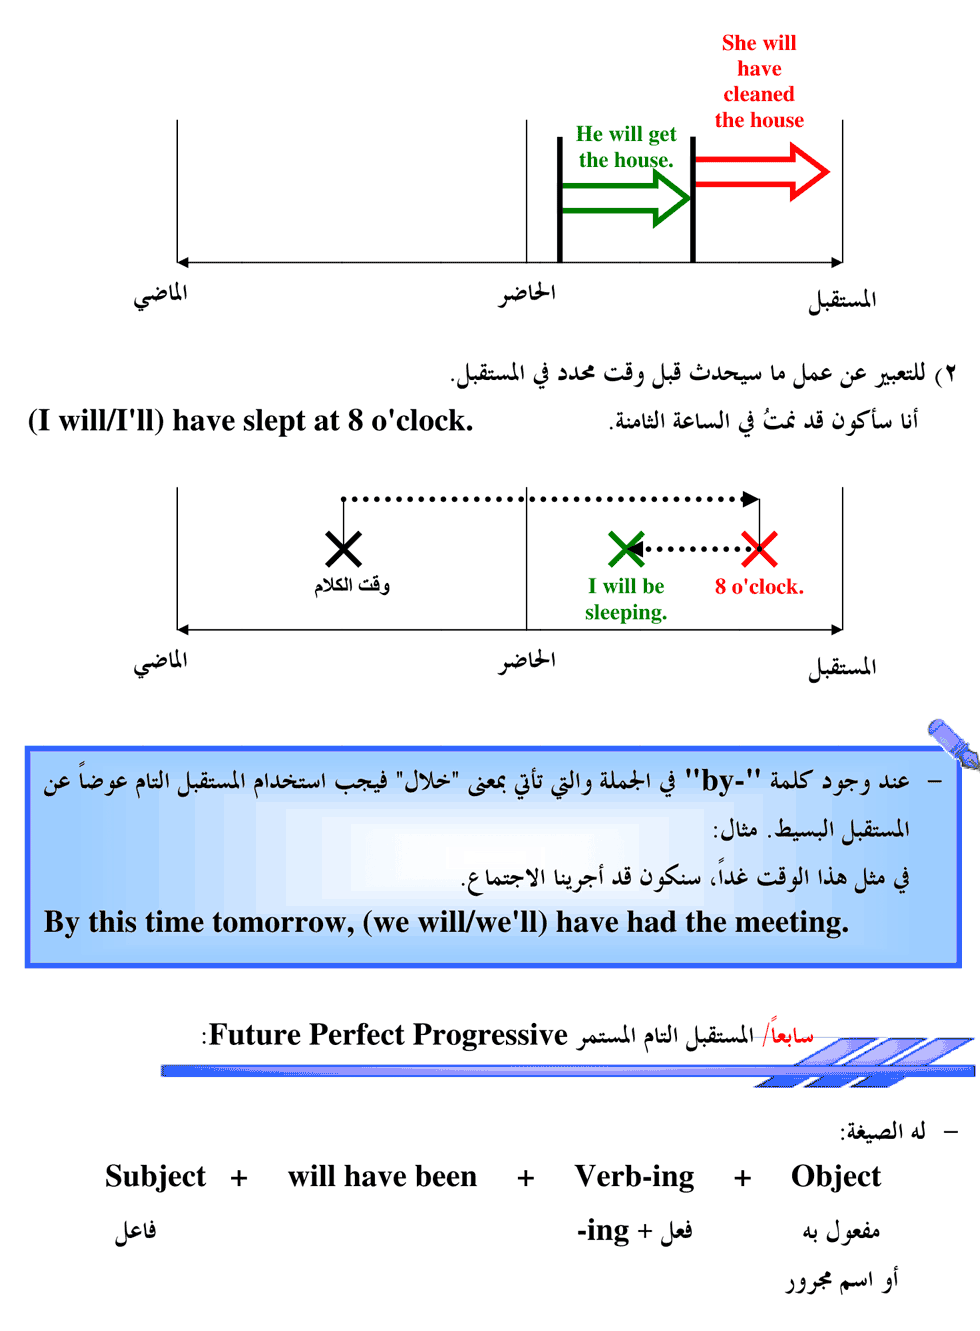 She will
have
cleaned
the house
He will get
the house.
الماضي الحاضر المستقبل
٢) للتعبير عن عمل ما سيحدث قبل وقت محدد في المستقبل.
(I will/I'll) have slept at 8 o'clock. أنا سأكون قد نمتُ في الساعة الثامنة.
وقت الكلام
I will be
sleeping.
8 o'clock.
الماضي الحاضر المستقبل
– عند وجود كلمة "by-" في الجملة والتي تأتي بمعنى "خلال" فيجب استخدام المستقبل التام عوضاً عن
المستقبل البسيط. مثال:
في مثل هذا الوقت غداً، سنكون قد أجرينا الاجتماع.
By this time tomorrow, (we will/we'll) have had the meeting.
سابعاً/ المستقبل التام المستمر Future Perfect Progressive:
– له الصيغة:
Subject + will have been + Verb-ing + Object
فاعل فعل + -ing مفعول به
أو اسم مجرور